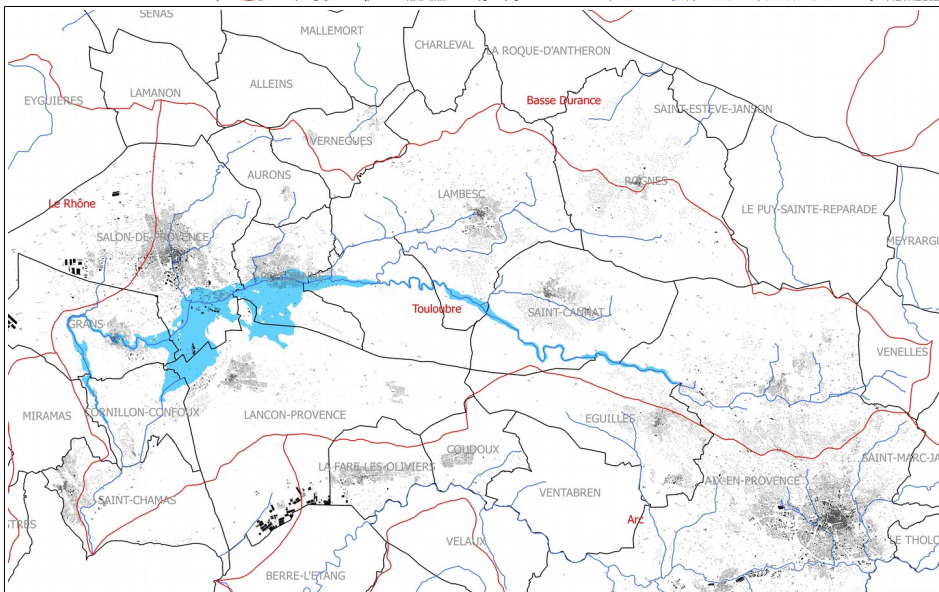 SENAS
MALLEMORT
CHARLEVAL
LA ROQUE-D'ANTHERON
ALLEINS
EYGUIERES
LAMANON
Basse Durance
SAINT-ESTEVE-JANSON
VERNEGUES
AURONS
ROGNES
LAMBESC
Le Rhône
LE PUY-SAINTE-REPARADE
SALON-DE-PROVENCE
MEYRARGU
Touloubre
SAINT-CANNAT
GRANS
VENELLES
MIRAMAS
CORNILLON-CONFOUX
LANCON-PROVENCE
EGUILLES
COUDOUX
SAINT-MARC-JA
LA FARE-LES-OLIVIERS
AIX-EN-PROVENCE
VENTABREN
SAINT-CHAMAS
Arc
STRES
VELAUX
LE THOLO
BERRE-L'ETANG